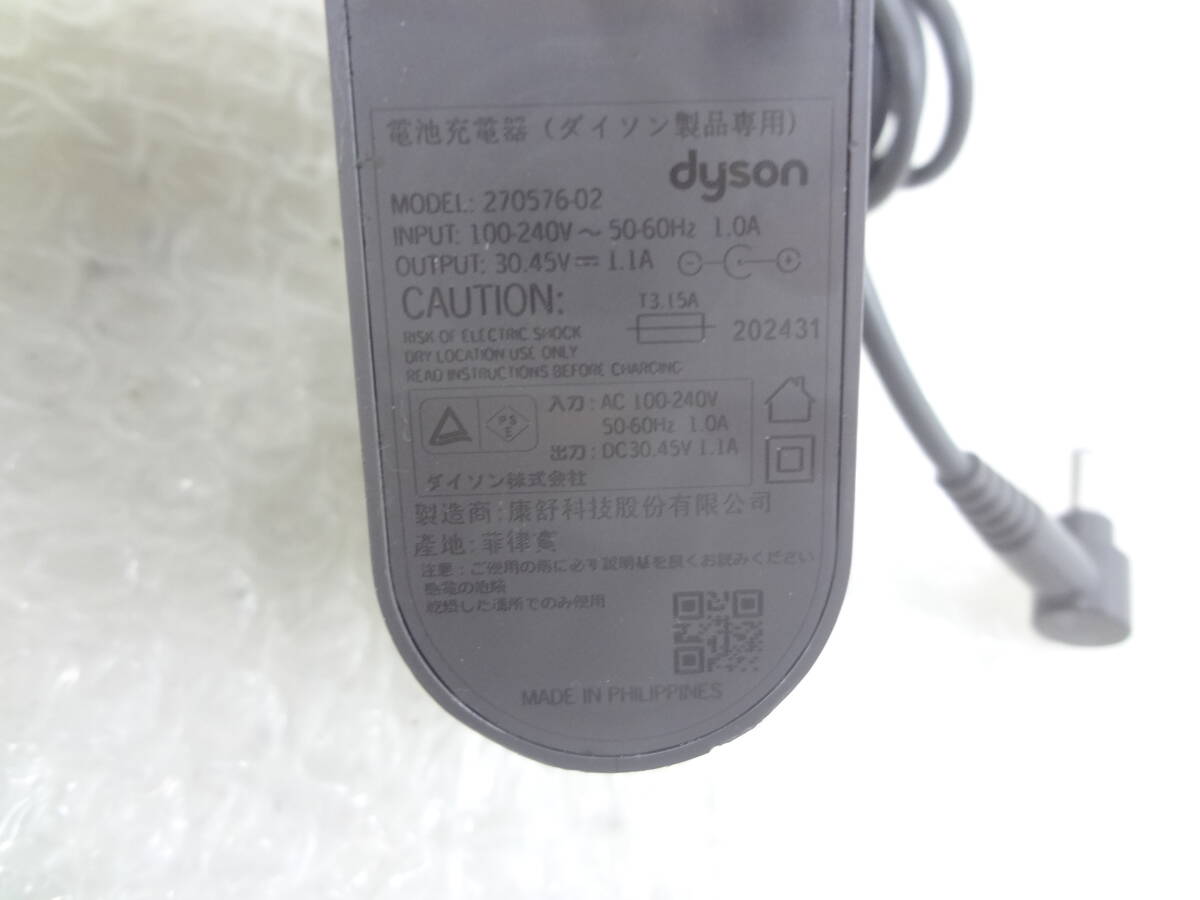 電池充電器 (ダイソン製品専用)
dyson
MODEL: 270576-02
INPUT: 100-240V～ 50-60Hz 1.0A
OUTPUT: 30.45V⎓ 1.1A
CAUTION:
T3.15A
202431
RISK OF ELECTRIC SHOCK
DRY LOCATION USE ONLY
READ INSTRUCTIONS BEFORE CHARGING
PS
E
入力 : AC 100-240V
50-60Hz 1.0A
出力 : DC30.45V 1.1A
ダイソン株式会社
製造商 : 康舒科技股份有限公司
產地 : 菲律賓
注意 : ご使用の前に必ず説明書を良くお読みください
感電の危険
乾燥した場所でのみ使用
MADE IN PHILIPPINES